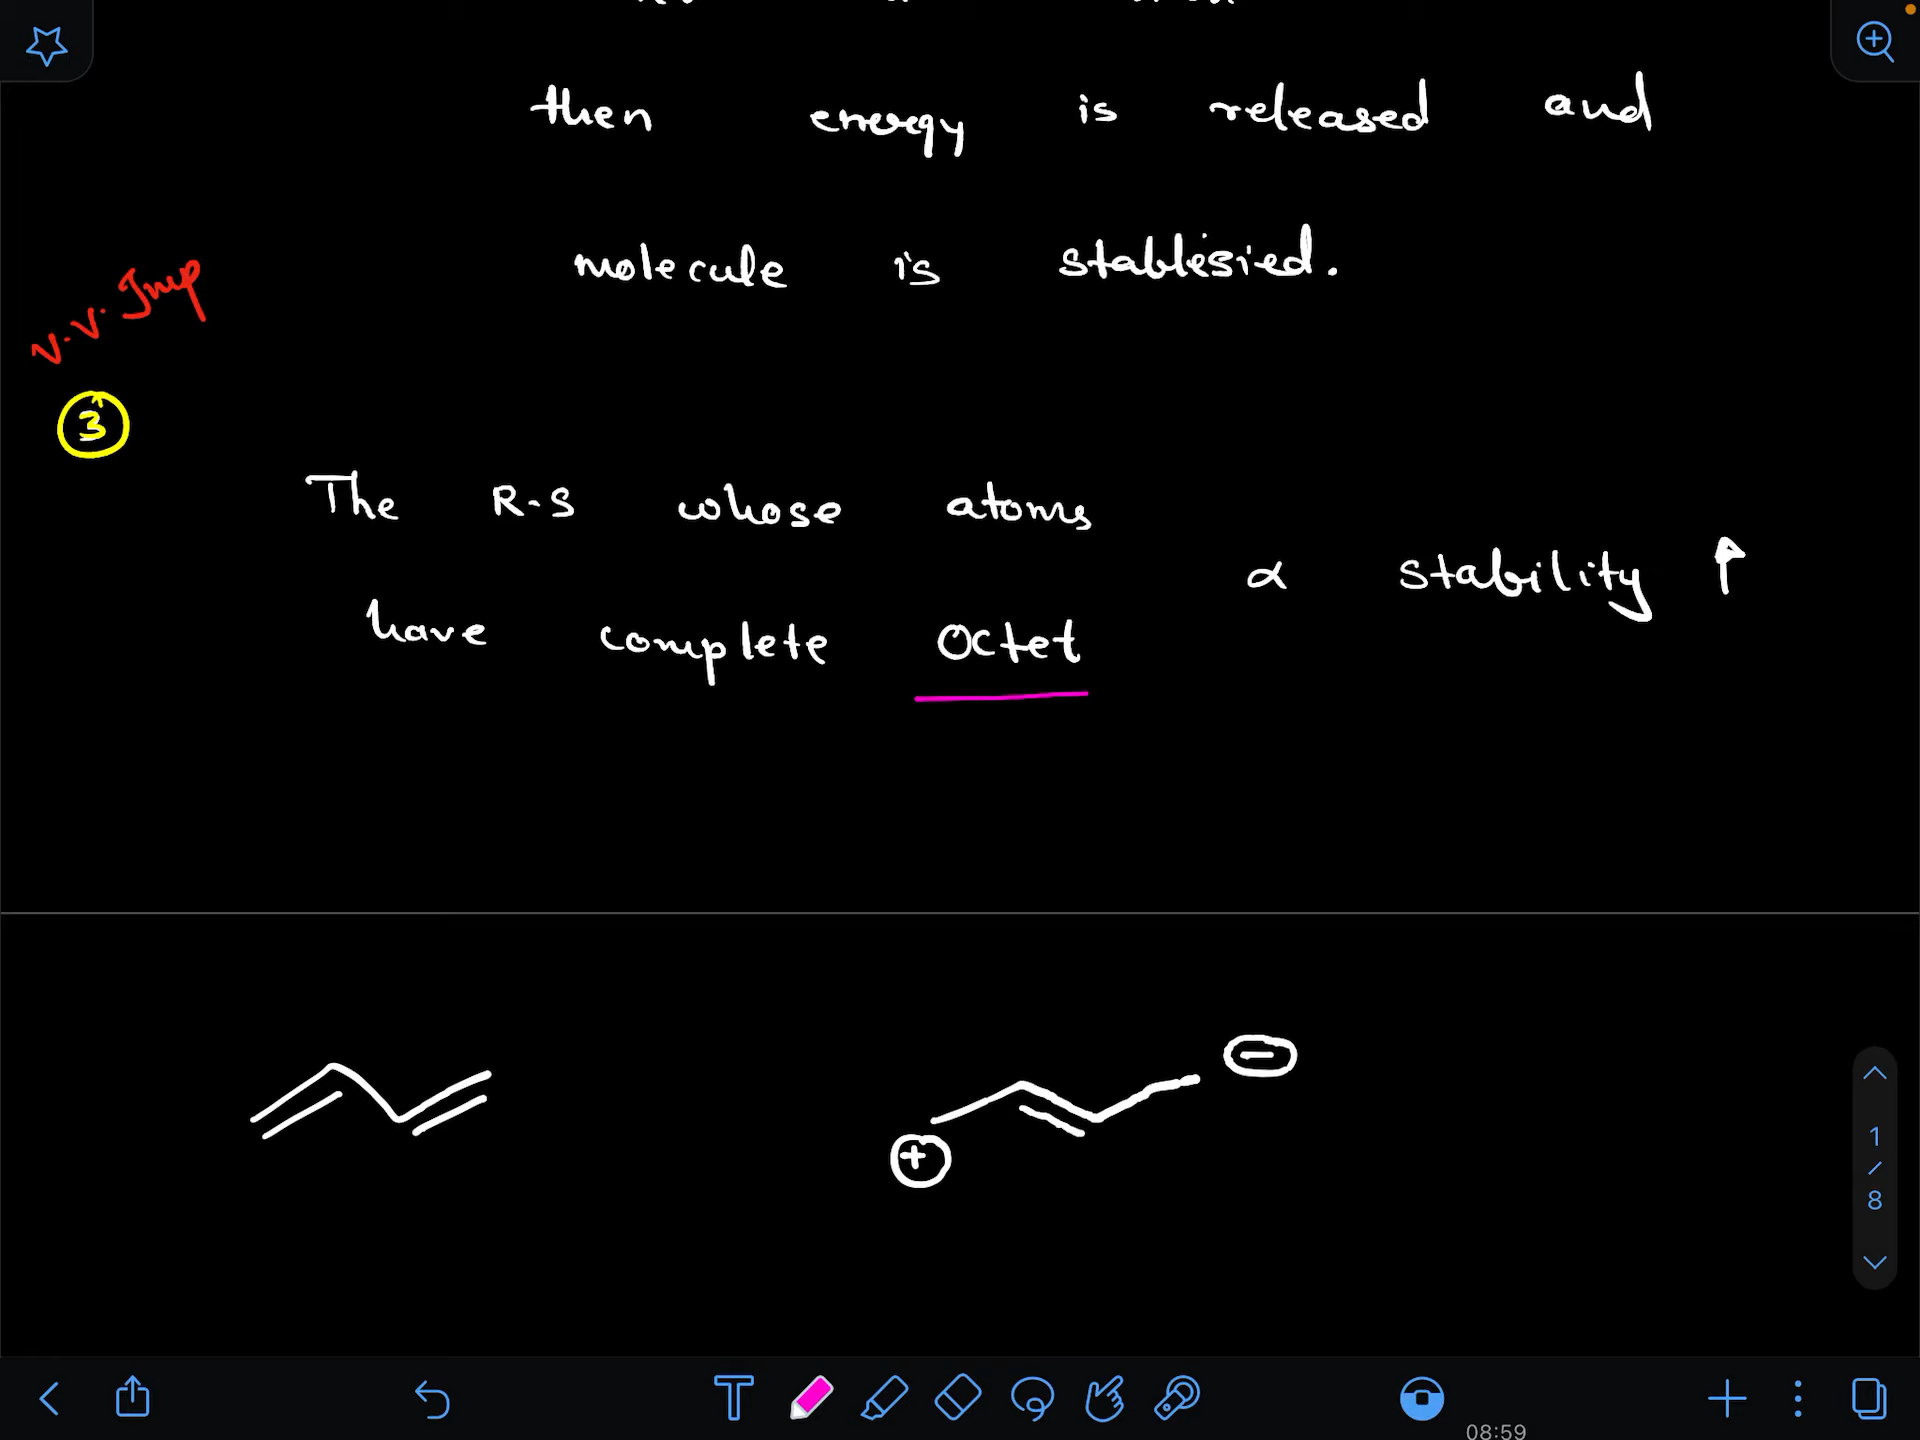 then energy is released and
molecule is stablesied.
V.V. Imp
3
The R-S whose atoms
have complete Octet
α stability ↑
−
+
1
/
8
T
08:59